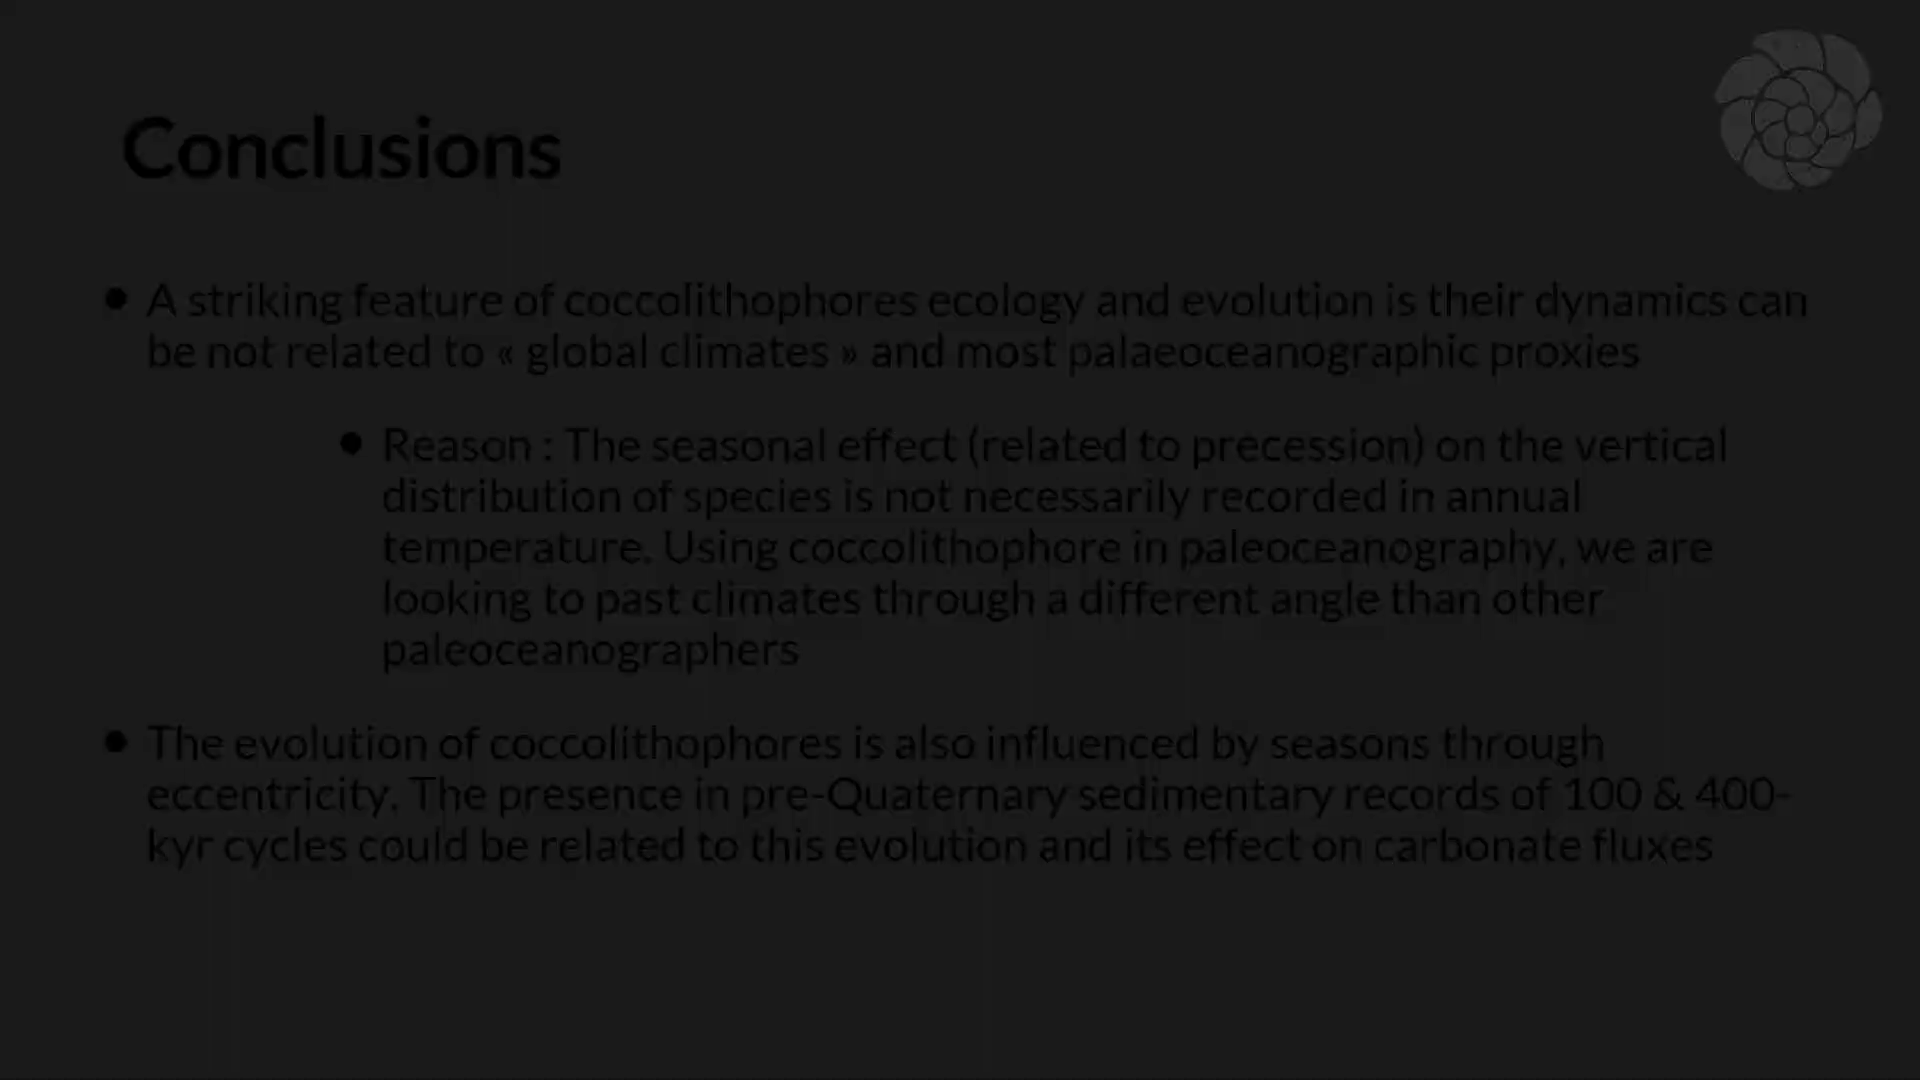 Conclusions
• A striking feature of coccolithophores ecology and evolution is their dynamics can
be not related to « global climates » and most palaeoceanographic proxies
• Reason : The seasonal effect (related to precession) on the vertical
distribution of species is not necessarily recorded in annual
temperature. Using coccolithophore in paleoceanography, we are
looking to past climates through a different angle than other
paleoceanographers
• The evolution of coccolithophores is also influenced by seasons through
eccentricity. The presence in pre-Quaternary sedimentary records of 100 & 400-
kyr cycles could be related to this evolution and its effect on carbonate fluxes